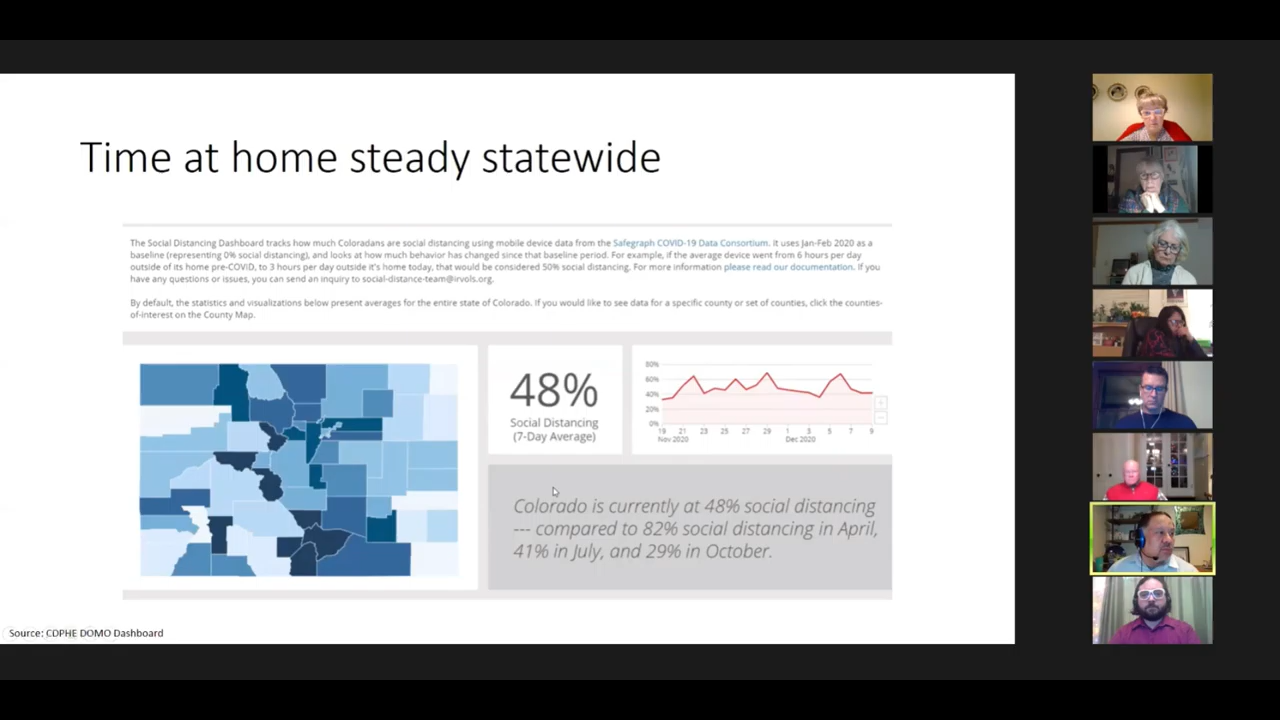 Time at home steady statewide
The Social Distancing Dashboard tracks how much Coloradans are social distancing using mobile device data from the Safegraph COVID-19 Data Consortium. It uses Jan-Feb 2020 as a
baseline (representing 0% social distancing), and looks at how much behavior has changed since that baseline period. For example, if the average device went from 6 hours per day
outside of its home pre-COVID, to 3 hours per day outside it's home today, that would be considered 50% social distancing. For more information please read our documentation. If you
have any questions or issues, you can send an inquiry to social-distance-team@irvols.org.
By default, the statistics and visualizations below present averages for the entire state of Colorado. If you would like to see data for a specific county or set of counties, click the counties-
of-interest on the County Map.
48%
Social Distancing
(7-Day Average)
80%
60%
40%
20%
0%
19 21 23 25 27 29 1 3 5 7 9
Nov 2020 Dec 2020
Colorado is currently at 48% social distancing
--- compared to 82% social distancing in April,
41% in July, and 29% in October.
Source: CDPHE DOMO Dashboard